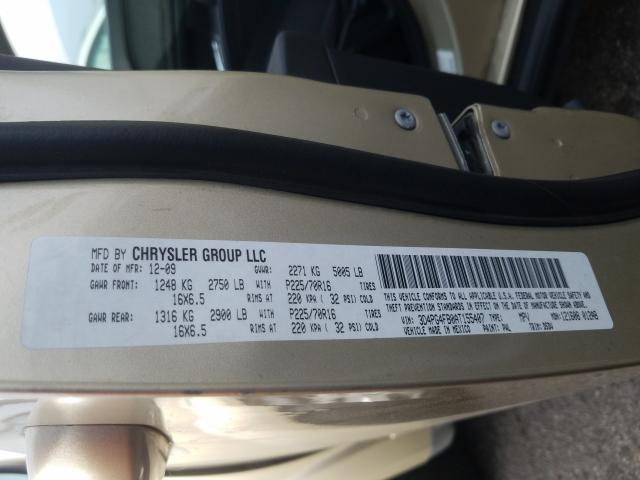 MFD BY CHRYSLER GROUP LLC
DATE OF MFR: 12-09 GVWR: 2271 KG 5005 LB
GAWR FRONT: 1248 KG 2750 LB WITH P225/70R16 TIRES
16X6.5 RIMS AT 220 KPA ( 32 PSI) COLD
GAWR REAR: 1316 KG 2900 LB WITH P225/70R16 TIRES
16X6.5 RIMS AT 220 KPA ( 32 PSI) COLD
THIS VEHICLE CONFORMS TO ALL APPLICABLE U.S.A. FEDERAL MOTOR VEHICLE SAFETY
AND THEFT PREVENTION STANDARDS IN EFFECT ON THE DATE OF MANUFACTURE SHOWN ABOVE.
VIN: TYPE: MPV MDH:
VEHICLE MADE IN MEXICO PAINT: TRIM: